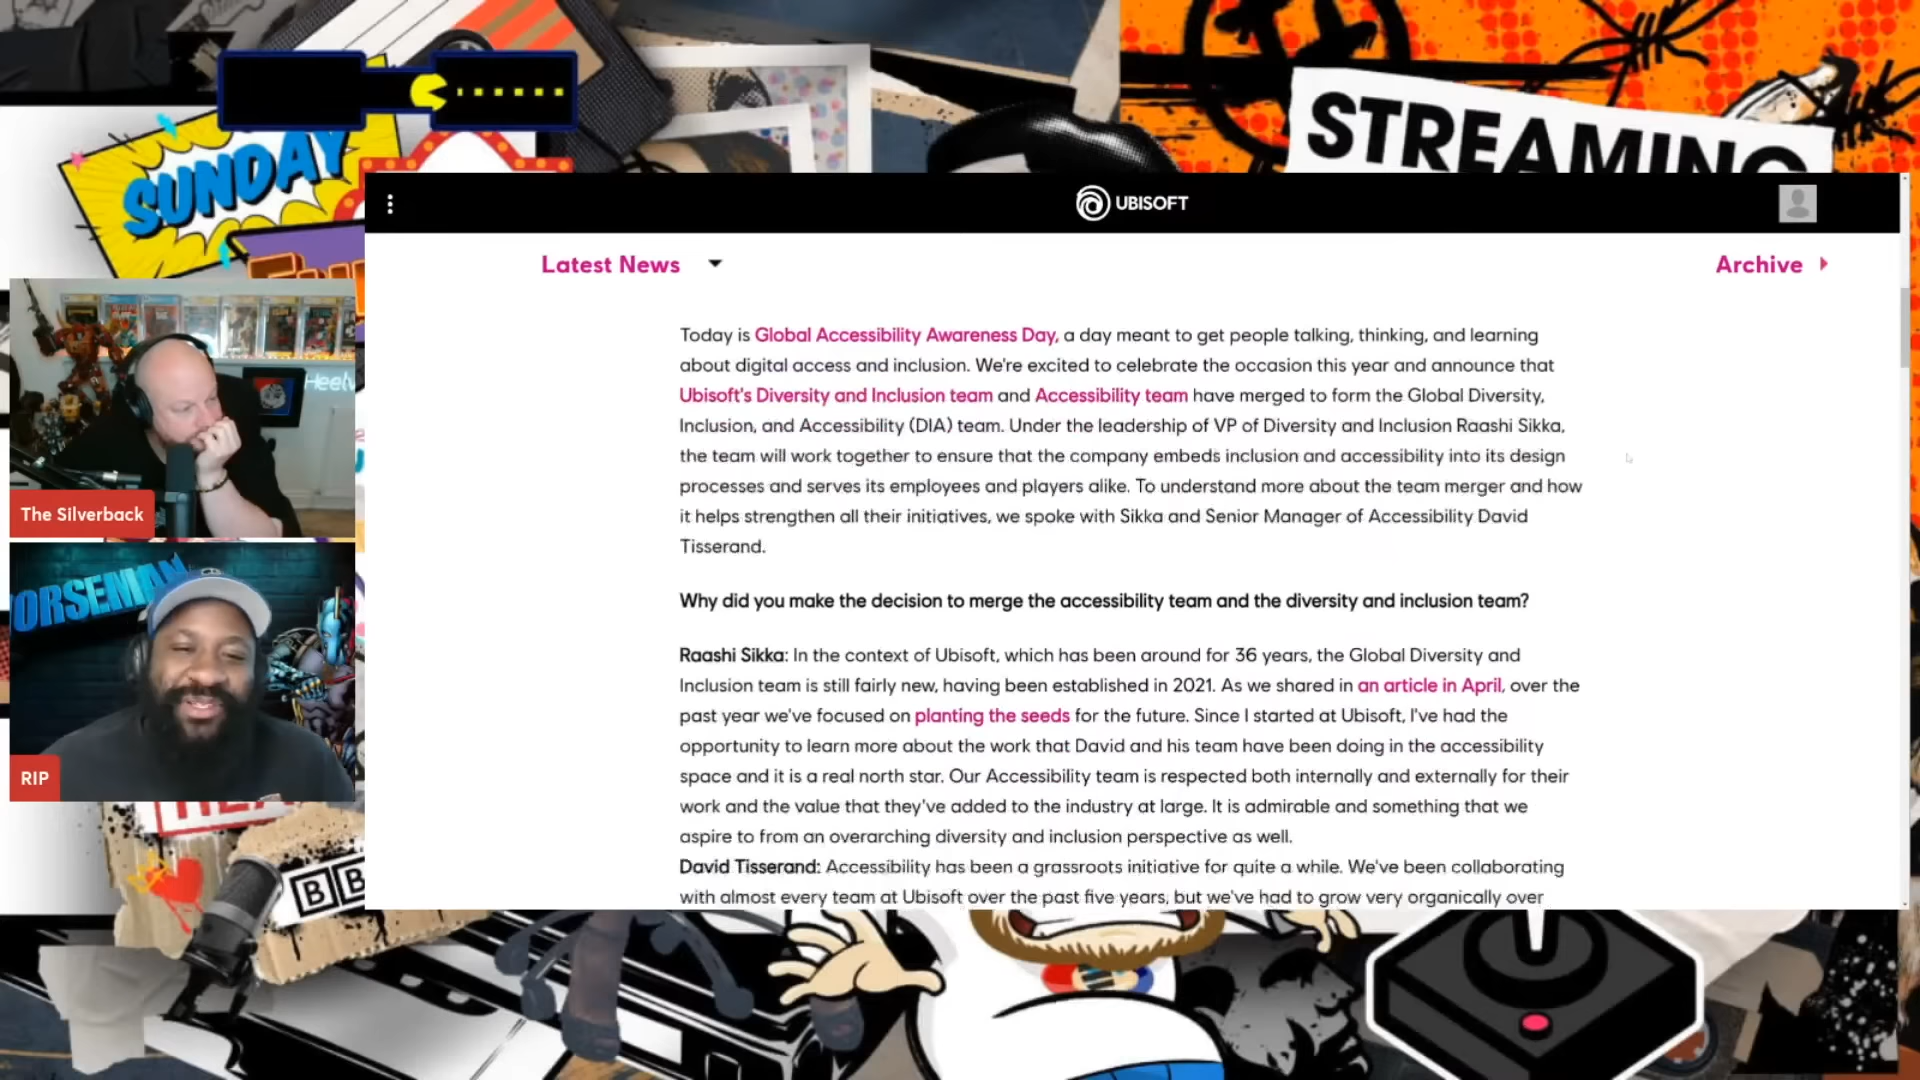 SUNDAY
STREAMING
UBISOFT
Latest News
Archive
Today is Global Accessibility Awareness Day, a day meant to get people talking, thinking, and learning
about digital access and inclusion. We're excited to celebrate the occasion this year and announce that
Ubisoft's Diversity and Inclusion team and Accessibility team have merged to form the Global Diversity,
Inclusion, and Accessibility (DIA) team. Under the leadership of VP of Diversity and Inclusion Raashi Sikka,
the team will work together to ensure that the company embeds inclusion and accessibility into its design
processes and serves its employees and players alike. To understand more about the team merger and how
it helps strengthen all their initiatives, we spoke with Sikka and Senior Manager of Accessibility David
Tisserand.
Why did you make the decision to merge the accessibility team and the diversity and inclusion team?
Raashi Sikka: In the context of Ubisoft, which has been around for 36 years, the Global Diversity and
Inclusion team is still fairly new, having been established in 2021. As we shared in an article in April, over the
past year we've focused on planting the seeds for the future. Since I started at Ubisoft, I've had the
opportunity to learn more about the work that David and his team have been doing in the accessibility
space and it is a real north star. Our Accessibility team is respected both internally and externally for their
work and the value that they've added to the industry at large. It is admirable and something that we
aspire to from an overarching diversity and inclusion perspective as well.
David Tisserand: Accessibility has been a grassroots initiative for quite a while. We've been collaborating
with almost every team at Ubisoft over the past five years, but we've had to grow very organically over
Heelv
The Silverback
ORSEMAN
RIP
BB